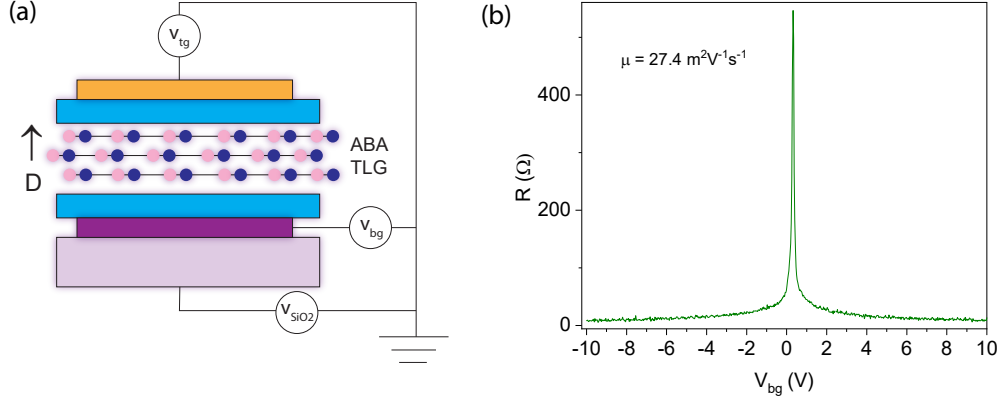 (a)
V_tg
D
ABA
TLG
V_bg
V_SiO2
(b)
μ = 27.4 m²V⁻¹s⁻¹
R (Ω)
400
200
0
-10 -8 -6 -4 -2 0 2 4 6 8 10
V_bg (V)